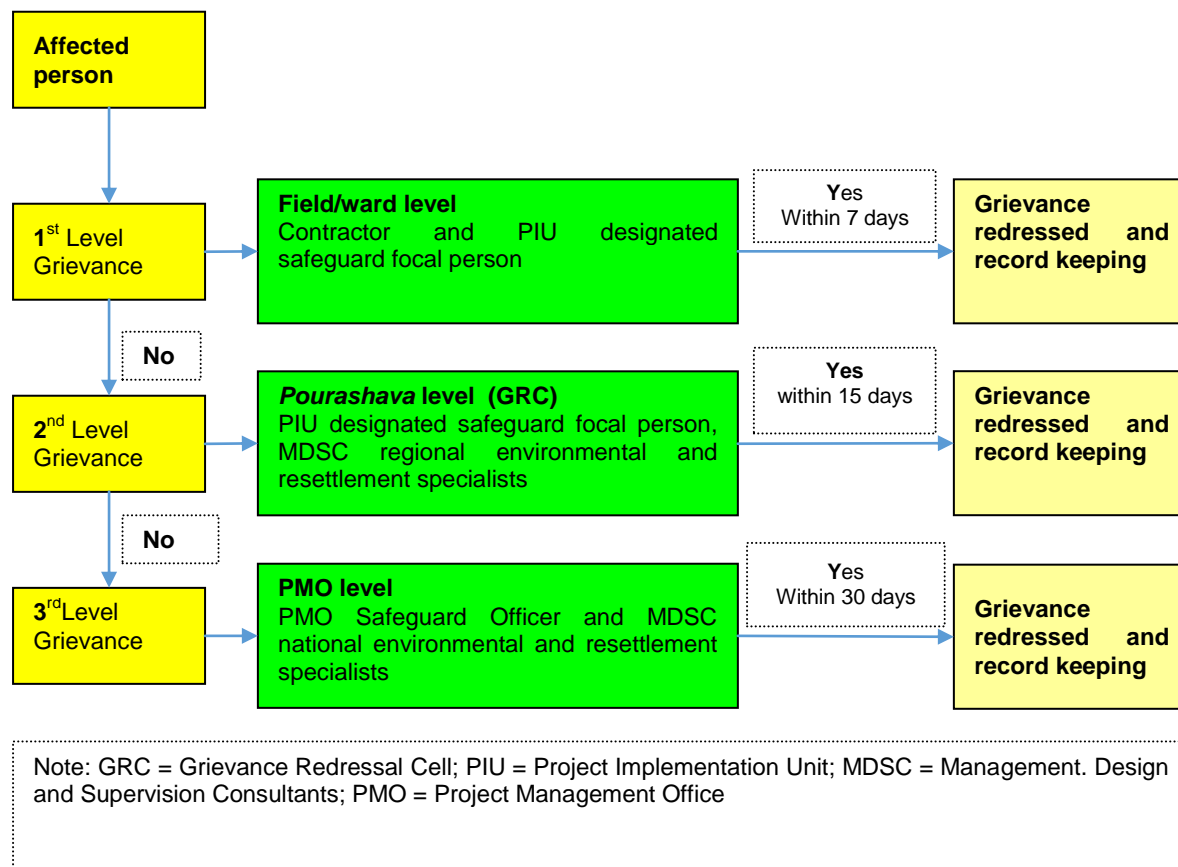 Affected
person
1st Level
Grievance
Field/ward level
Contractor and PIU designated
safeguard focal person
Yes
Within 7 days
Grievance
redressed and
record keeping
No
2nd Level
Grievance
Pourashava level (GRC)
PIU designated safeguard focal person,
MDSC regional environmental and
resettlement specialists
Yes
within 15 days
Grievance
redressed and
record keeping
No
3rdLevel
Grievance
PMO level
PMO Safeguard Officer and MDSC
national environmental and resettlement
specialists
Yes
Within 30 days
Grievance
redressed and
record keeping
Note: GRC = Grievance Redressal Cell; PIU = Project Implementation Unit; MDSC = Management. Design
and Supervision Consultants; PMO = Project Management Office